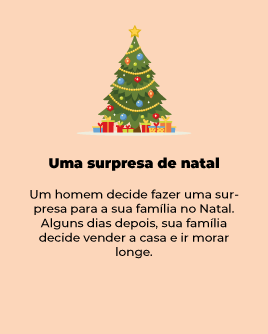 Uma surpresa de natal
Um homem decide fazer uma sur-
presa para a sua família no Natal.
Alguns dias depois, sua família
decide vender a casa e ir morar
longe.